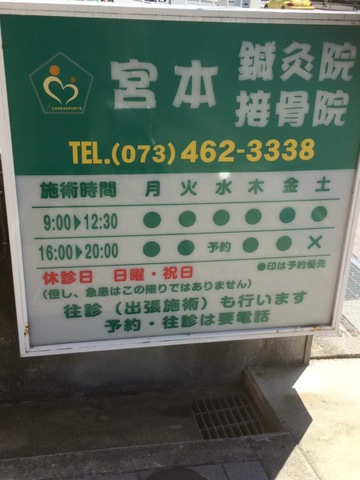 CARE&SPORTS
宮本 鍼灸院
接骨院
TEL.(073)462-3338
施術時間 月 火 水 木 金 土
9:00▶12:30 ● ● ● ● ● ●
16:00▶20:00 ● ● 予約 ● ● ×
休診日 日曜・祝日 ●印は予約優先
(但し、急患はこの限りではありません)
往診(出張施術)も行います
予約・往診は要電話